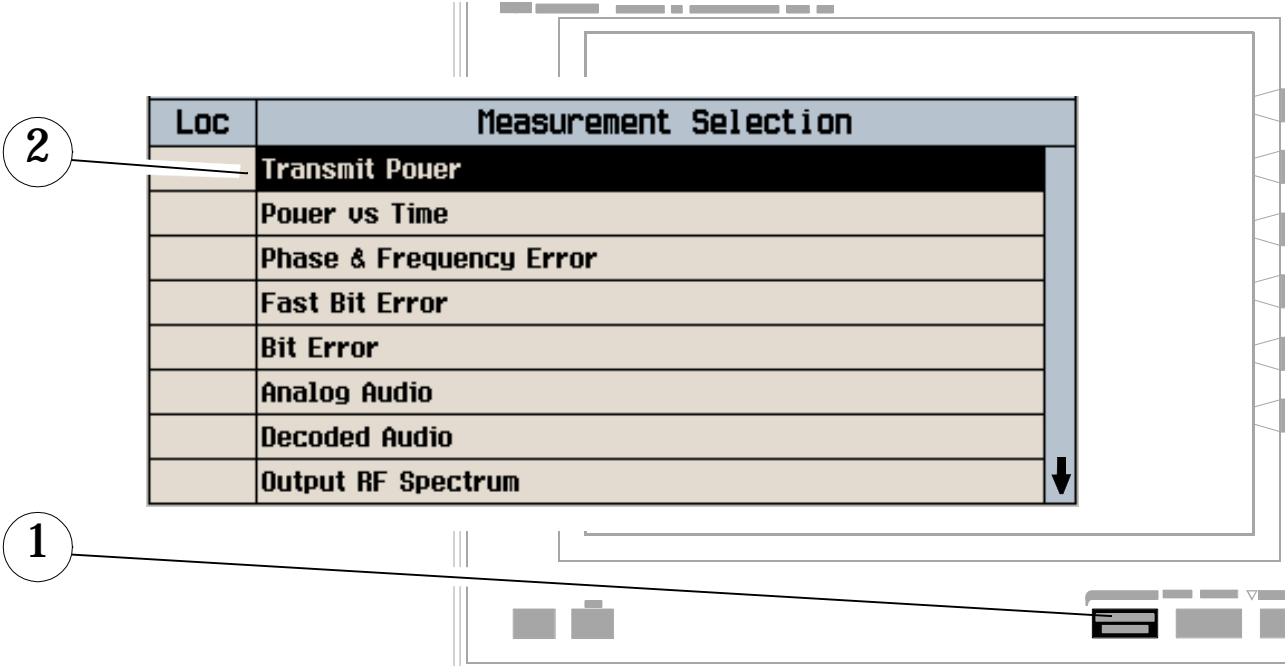 Loc Measurement Selection
2
Transmit Power
Power vs Time
Phase & Frequency Error
Fast Bit Error
Bit Error
Analog Audio
Decoded Audio
Output RF Spectrum
1